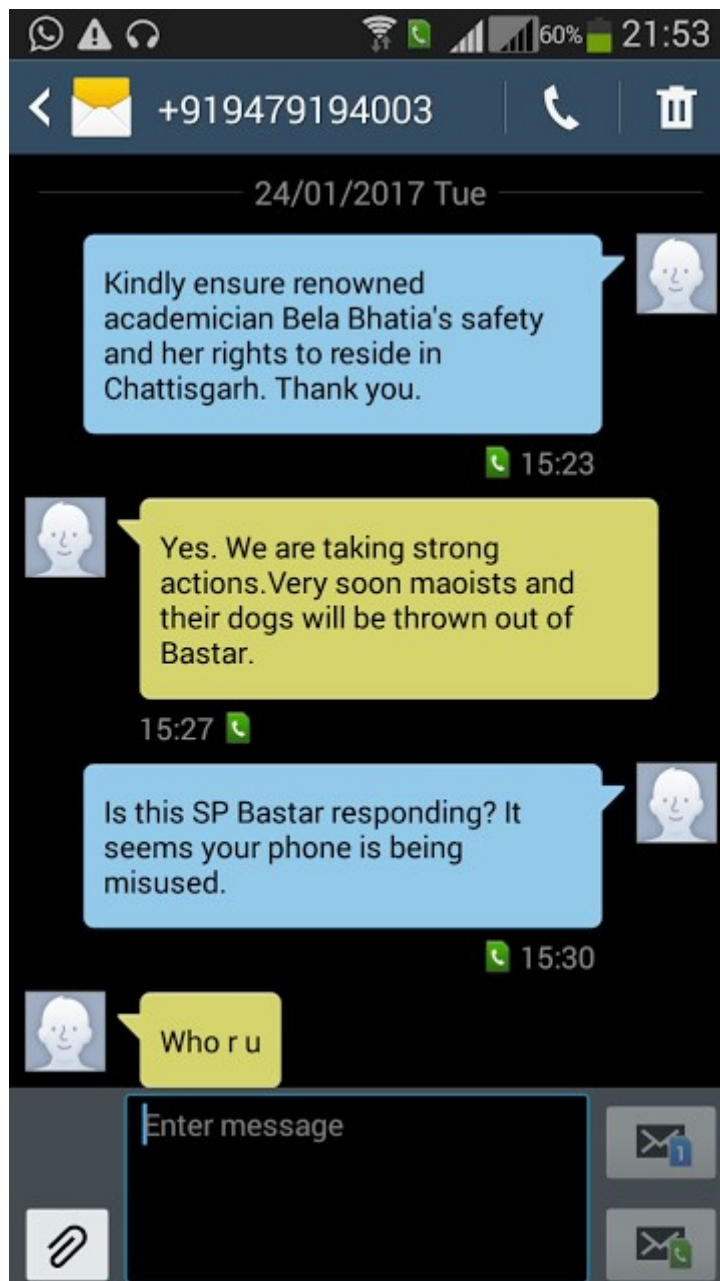 60% 21:53
+919479194003
24/01/2017 Tue
Kindly ensure renowned
academician Bela Bhatia's safety
and her rights to reside in
Chattisgarh. Thank you.
15:23
Yes. We are taking strong
actions.Very soon maoists and
their dogs will be thrown out of
Bastar.
15:27
Is this SP Bastar responding? It
seems your phone is being
misused.
15:30
Who r u
Enter message
1